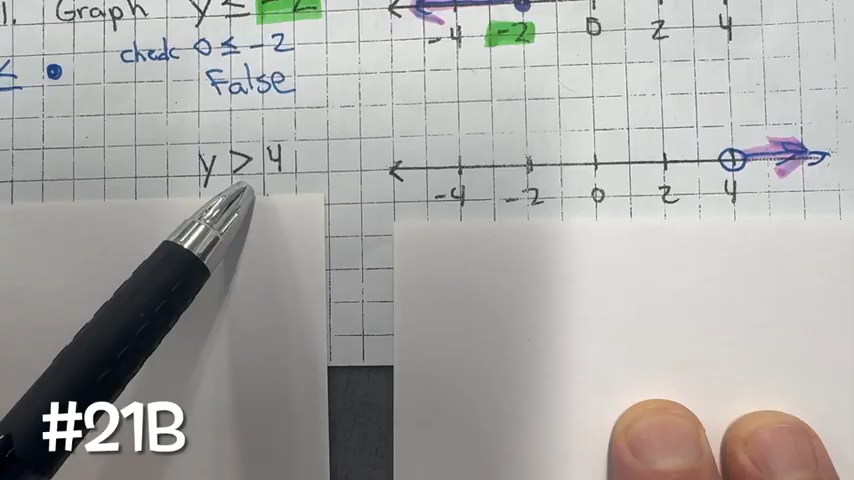 1. Graph y ≤ -2
-4 -2 0 2 4
check 0 ≤ -2
≤
False
y > 4
-4 -2 0 2 4
#21B